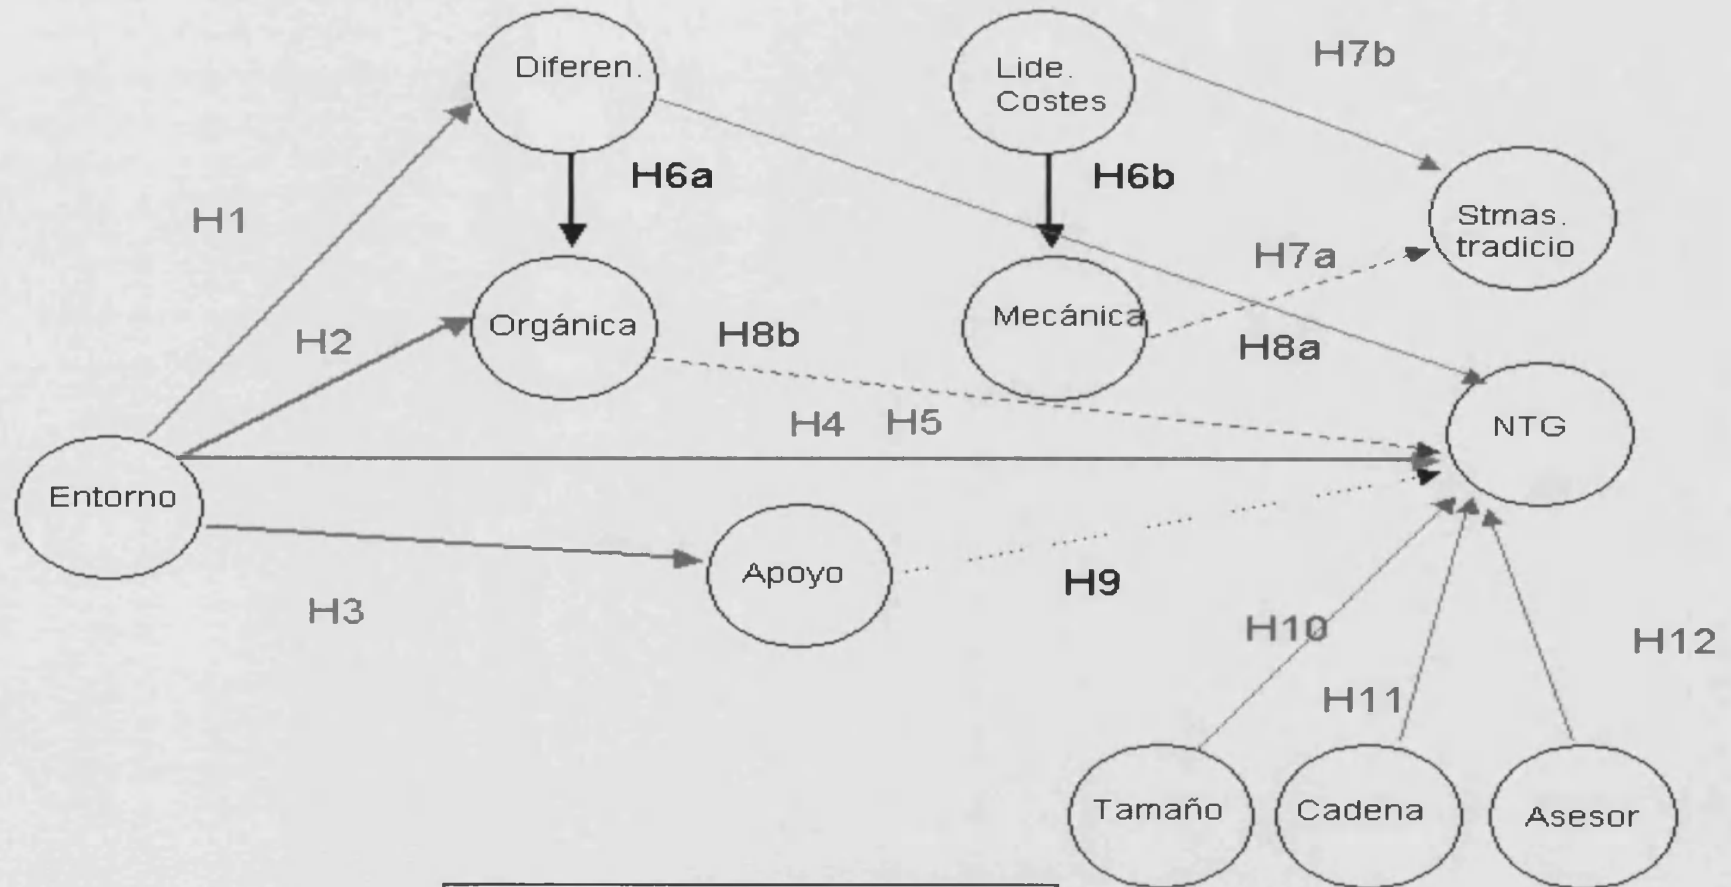 Diferen.
Lide.
Costes
H7b
H6a
H6b
H1
Stmas.
tradicio
H7a
Orgánica
Mecánica
H2
H8b
H8a
H4 H5
NTG
Entorno
Apoyo
H9
H3
H10
H12
H11
Tamaño
Cadena
Asesor